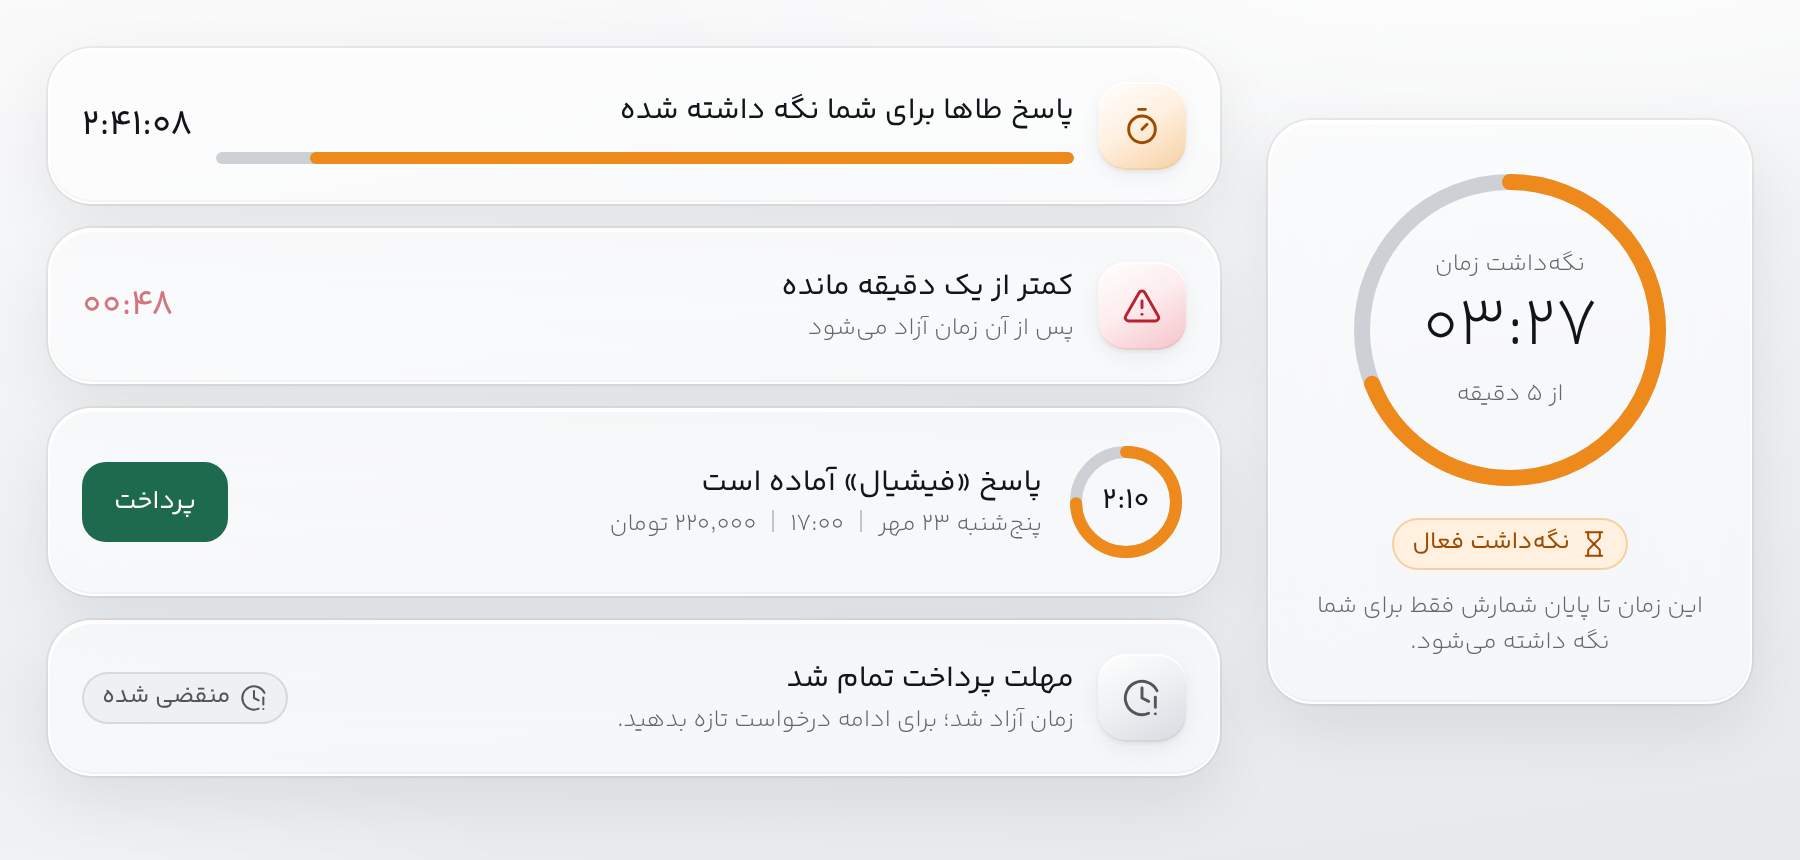 نگه‌داشت زمان
۰۳:۲۷
از ۵ دقیقه
نگه‌داشت فعال
این زمان تا پایان شمارش فقط برای شما
نگه داشته می‌شود.
پاسخ طاها برای شما نگه داشته شده
۲:۴۱:۰۸
کمتر از یک دقیقه مانده
پس از آن زمان آزاد می‌شود
۰۰:۴۸
۲:۱۰
پاسخ «فیشیال» آماده است
پنج‌شنبه ۲۳ مهر | ۱۷:۰۰ | ۲۲۰,۰۰۰ تومان
پرداخت
مهلت پرداخت تمام شد
زمان آزاد شد؛ برای ادامه درخواست تازه بدهید.
منقضی شده